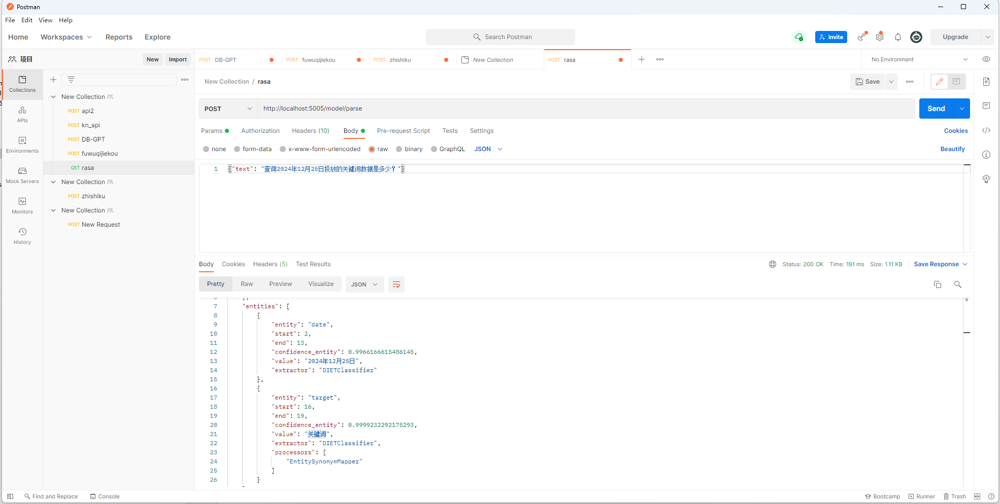 Postman
File Edit View Help
Home Workspaces Reports Explore
Search Postman
Invite
Upgrade
项目 New Import
POST DB-GPT
POST fuwuqijiekou
POST zhishiku
New Collection
POST rasa
No Environment
Collections
APIs
Environments
Mock Servers
Monitors
History
New Collection
POST api2
POST kn_api
POST DB-GPT
POST fuwuqijiekou
GET rasa
New Collection
POST zhishiku
New Collection
POST New Request
New Collection / rasa
Save
POST http://localhost:5005/model/parse
Send
Params Authorization Headers (10) Body Pre-request Script Tests Settings
Cookies
none form-data x-www-form-urlencoded raw binary GraphQL JSON
Beautify
1 {"text": "查询2024年12月25日投放的关键词数据是多少？"}
Body Cookies Headers (5) Test Results
Status: 200 OK Time: 191 ms Size: 1.11 KB Save Response
Pretty Raw Preview Visualize JSON
7 "entities": [
8 {
9 "entity": "date",
10 "start": 2,
11 "end": 13,
12 "confidence_entity": 0.9966166615486145,
13 "value": "2024年12月25日",
14 "extractor": "DIETClassifier"
15 },
16 {
17 "entity": "target",
18 "start": 16,
19 "end": 19,
20 "confidence_entity": 0.9999232292175293,
21 "value": "关键词",
22 "extractor": "DIETClassifier",
23 "processors": [
24 "EntitySynonymMapper"
25 ]
26 }
Find and Replace Console
Bootcamp Runner Trash